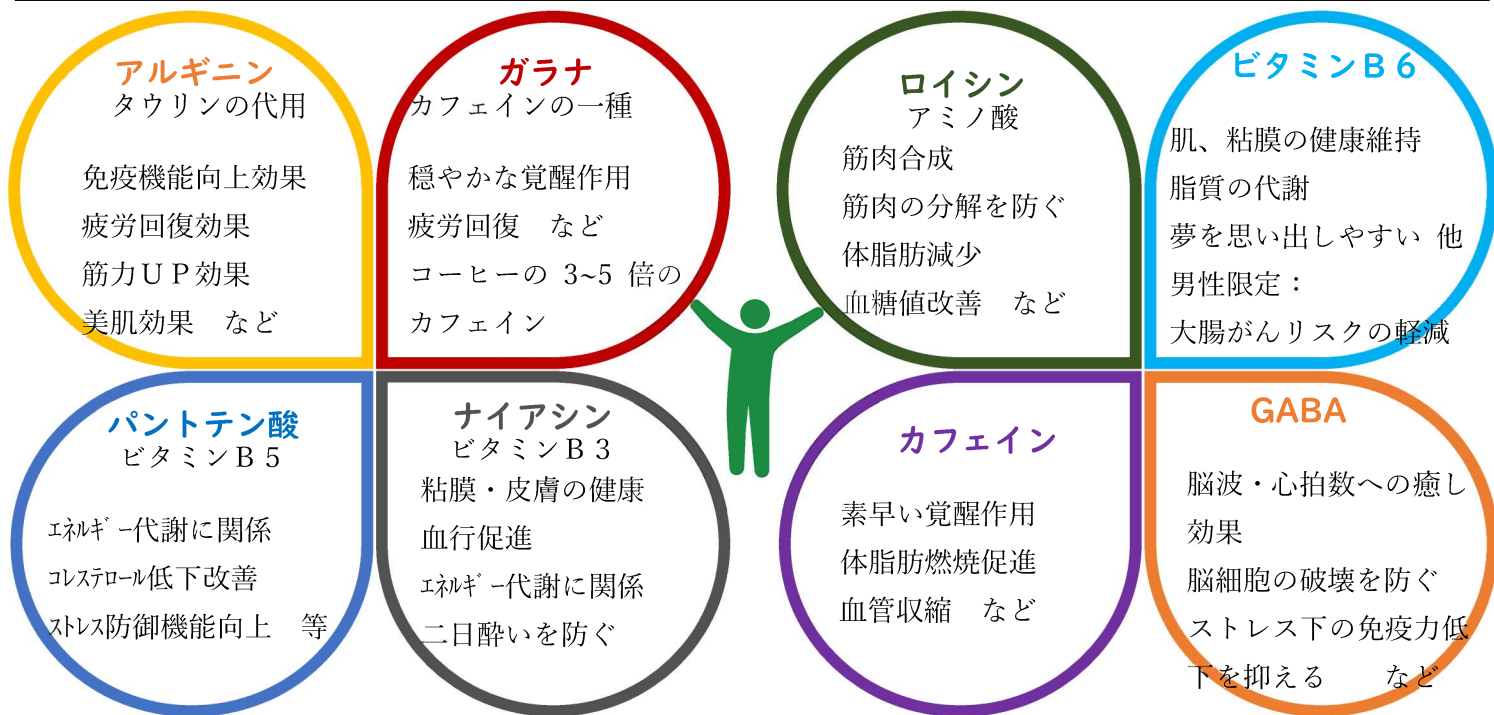 アルギニン
タウリンの代用
免疫機能向上効果
疲労回復効果
筋力ＵＰ効果
美肌効果　など
ガラナ
カフェインの一種
穏やかな覚醒作用
疲労回復　など
コーヒーの 3~5 倍の
カフェイン
ロイシン
アミノ酸
筋肉合成
筋肉の分解を防ぐ
体脂肪減少
血糖値改善　など
ビタミンＢ６
肌、粘膜の健康維持
脂質の代謝
夢を思い出しやすい 他
男性限定：
大腸がんリスクの軽減
パントテン酸
ビタミンＢ５
ｴﾈﾙｷﾞｰ代謝に関係
ｺﾚｽﾃﾛｰﾙ低下改善
ｽﾄﾚｽ防御機能向上　等
ナイアシン
ビタミンＢ３
粘膜・皮膚の健康
血行促進
ｴﾈﾙｷﾞｰ代謝に関係
二日酔いを防ぐ
カフェイン
素早い覚醒作用
体脂肪燃焼促進
血管収縮　など
GABA
脳波・心拍数への癒し
効果
脳細胞の破壊を防ぐ
ストレス下の免疫力低
下を抑える　　など